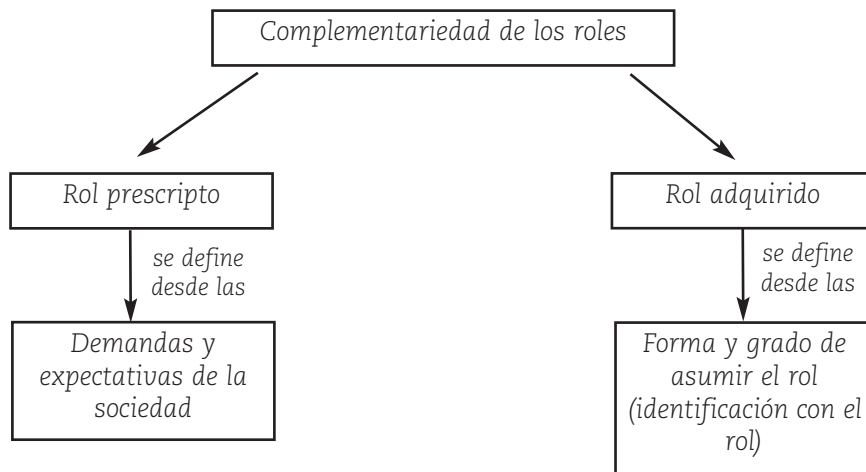 Complementariedad de los roles
Rol prescripto
Rol adquirido
se define
desde las
se define
desde las
Demandas y
expectativas de la
sociedad
Forma y grado de
asumir el rol
(identificación con el
rol)